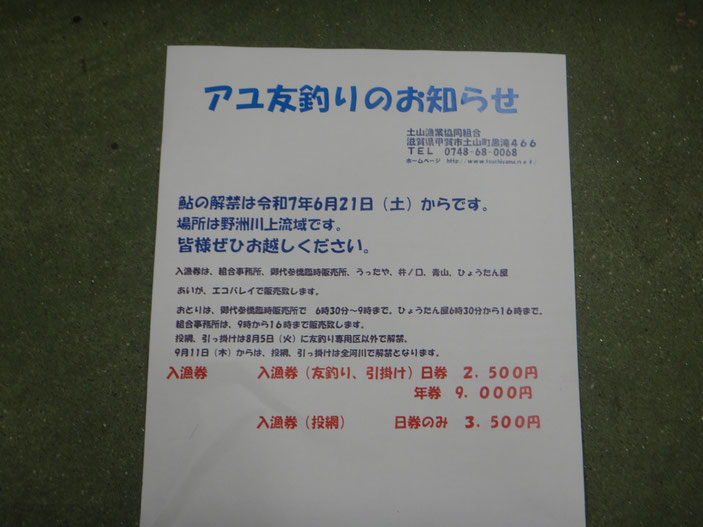 アユ友釣りのお知らせ
土山漁業協同組合
滋賀県甲賀市土山町黒滝466
TEL 0748-68-0068
ホームページ
鮎の解禁は令和7年6月21日（土）からです。
場所は野洲川上流域です。
皆様ぜひお越しください。
入漁券は、組合事務所、御代参橋臨時販売所、うったや、井ノ口、青山、ひょうたん屋
あいが、エコバレイで販売致します。
おとりは、御代参橋臨時販売所で 6時30分～9時まで、ひょうたん屋6時30分から16時まで、
組合事務所は、9時から16時まで販売致します。
投網、引っ掛けは8月5日（火）に友釣り専用区以外で解禁。
9月11日（木）からは、投網、引っ掛けは全河川で解禁となります。
入漁券 入漁券（友釣り、引掛け）日券 2．500円
年券 9．000円
入漁券（投網） 日券のみ 3．500円